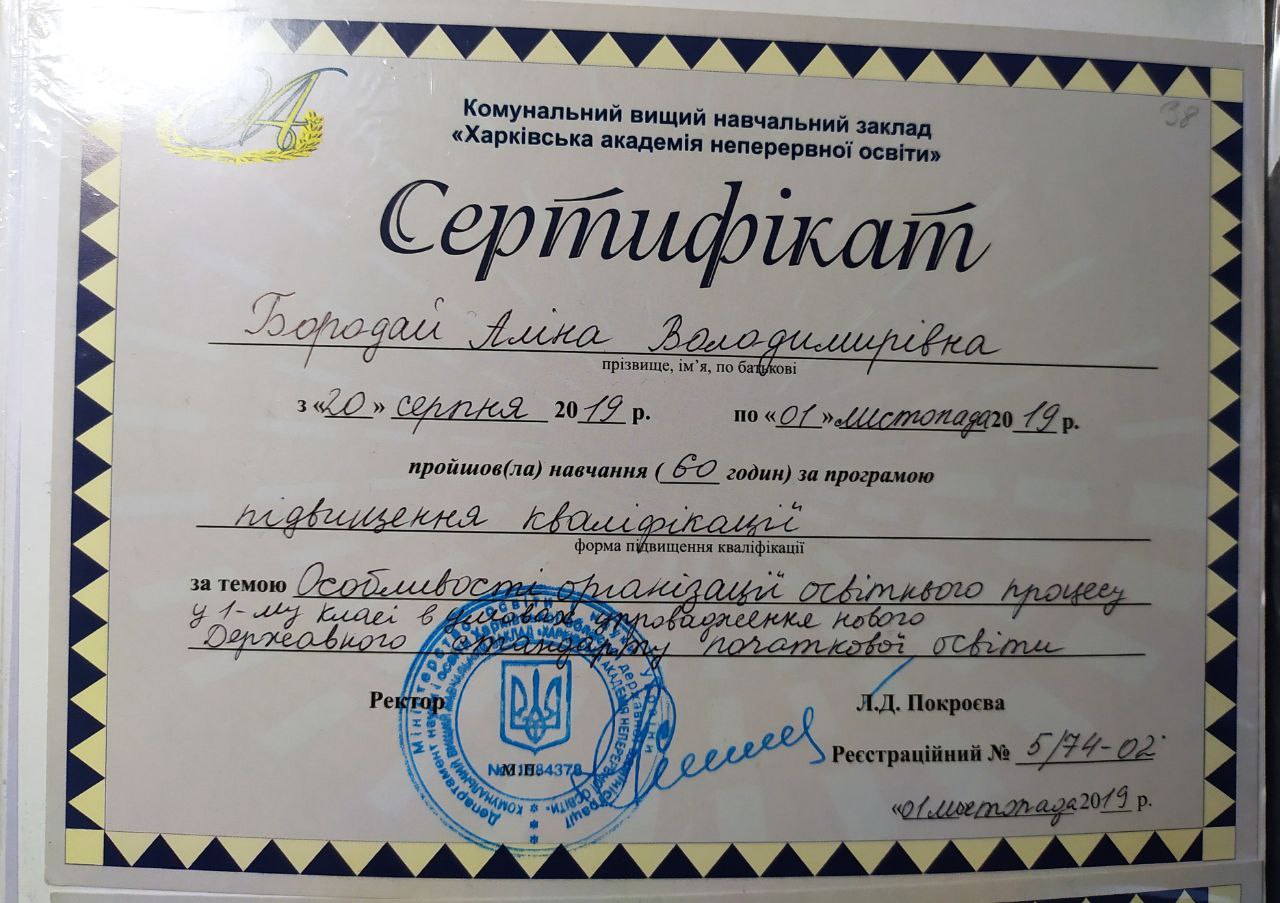 38
Комунальний вищий навчальний заклад
«Харківська академія неперервної освіти»
Сертифікат
Бородай Аліна Володимирівна
прізвище, ім’я, по батькові
з «20» серпня 2019 р. по «01» листопада 2019 р.
пройшов(ла) навчання (60 годин) за програмою
підвищення кваліфікації
форма підвищення кваліфікації
за темою Особливості організації освітнього процесу
у 1-му класі в умовах упровадження нового
Державного стандарту початкової освіти
Ректор Л.Д. Покроєва
Реєстраційний № 5/74-02
М.П.
«01 листопада 2019 р.